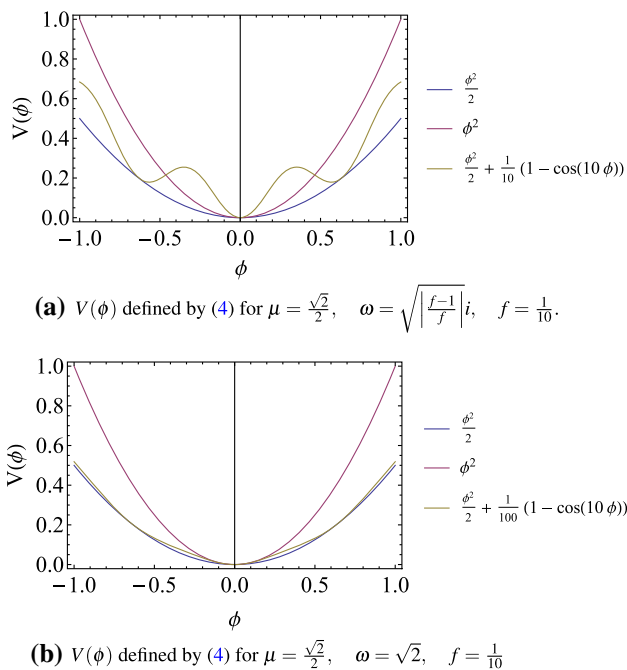 1.0
0.8
0.6
0.4
0.2
0.0
V(ϕ)
−1.0 −0.5 0.0 0.5 1.0
ϕ
ϕ²/2
ϕ²
ϕ²/2 + 1/10 (1 − cos(10 ϕ))
(a) V(ϕ) defined by (4) for μ = √2/2, ω = √|f−1/f| i, f = 1/10.
1.0
0.8
0.6
0.4
0.2
0.0
V(ϕ)
−1.0 −0.5 0.0 0.5 1.0
ϕ
ϕ²/2
ϕ²
ϕ²/2 + 1/100 (1 − cos(10 ϕ))
(b) V(ϕ) defined by (4) for μ = √2/2, ω = √2, f = 1/10